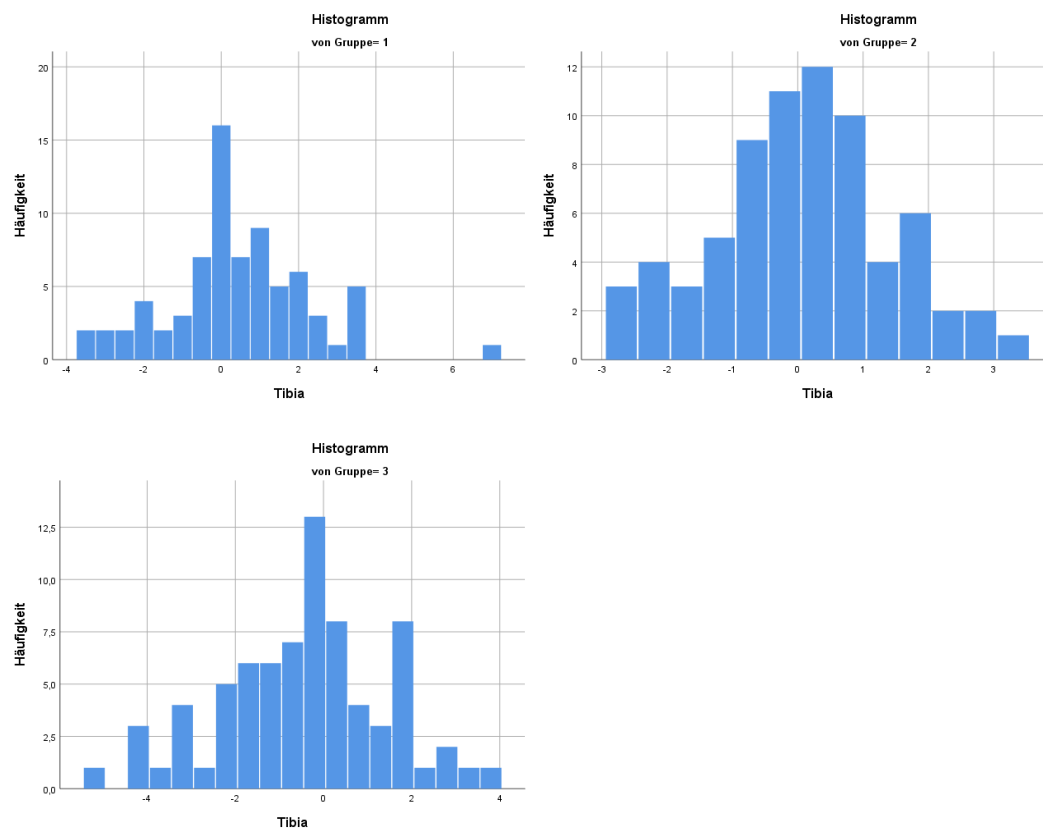 Histogramm
von Gruppe= 1
20
15
10
5
0
Häufigkeit
-4 -2 0 2 4 6
Tibia
Histogramm
von Gruppe= 2
12
10
8
6
4
2
0
Häufigkeit
-3 -2 -1 0 1 2 3
Tibia
Histogramm
von Gruppe= 3
12,5
10,0
7,5
5,0
2,5
0,0
Häufigkeit
-4 -2 0 2 4
Tibia